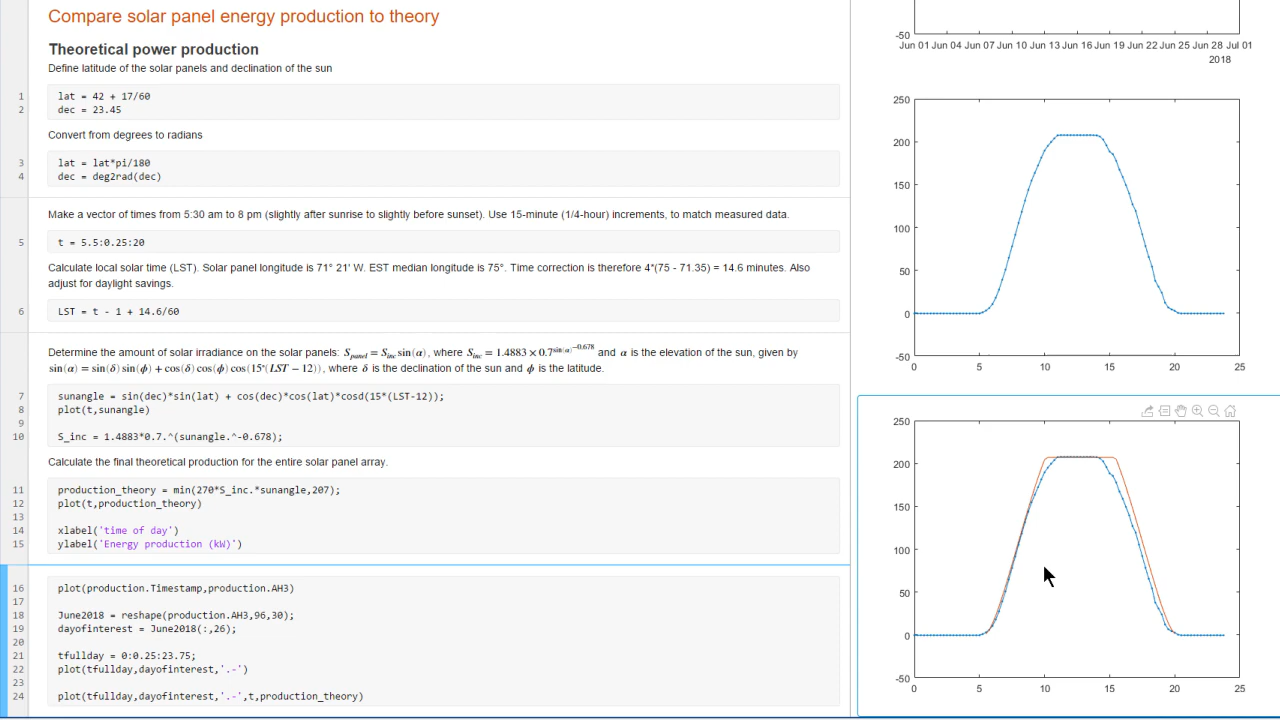 Compare solar panel energy production to theory
Theoretical power production
Define latitude of the solar panels and declination of the sun
1 lat = 42 + 17/60
2 dec = 23.45
Convert from degrees to radians
3 lat = lat*pi/180
4 dec = deg2rad(dec)
Make a vector of times from 5:30 am to 8 pm (slightly after sunrise to slightly before sunset). Use 15-minute (1/4-hour) increments, to match measured data.
5 t = 5.5:0.25:20
Calculate local solar time (LST). Solar panel longitude is 71° 21' W. EST median longitude is 75°. Time correction is therefore 4*(75 - 71.35) = 14.6 minutes. Also
adjust for daylight savings.
6 LST = t - 1 + 14.6/60
Determine the amount of solar irradiance on the solar panels: S_panel = S_inc sin(α), where S_inc = 1.4883 × 0.7^sin(α)^−0.678 and α is the elevation of the sun, given by
sin(α) = sin(δ) sin(ϕ) + cos(δ) cos(ϕ) cos(15*(LST − 12)), where δ is the declination of the sun and ϕ is the latitude.
7 sunangle = sin(dec)*sin(lat) + cos(dec)*cos(lat)*cosd(15*(LST-12));
8 plot(t,sunangle)
9
10 S_inc = 1.4883*0.7.^(sunangle.^-0.678);
Calculate the final theoretical production for the entire solar panel array.
11 production_theory = min(270*S_inc.*sunangle,207);
12 plot(t,production_theory)
13
14 xlabel('time of day')
15 ylabel('Energy production (kW)')
16 plot(production.Timestamp,production.AH3)
17
18 June2018 = reshape(production.AH3,96,30);
19 dayofinterest = June2018(:,26);
20
21 tfullday = 0:0.25:23.75;
22 plot(tfullday,dayofinterest,'.-')
23
24 plot(tfullday,dayofinterest,'.-',t,production_theory)
-50
Jun 01 Jun 04 Jun 07 Jun 10 Jun 13 Jun 16 Jun 19 Jun 22 Jun 25 Jun 28 Jul 01
2018
250
200
150
100
50
0
-50
0 5 10 15 20 25
250
200
150
100
50
0
-50
0 5 10 15 20 25